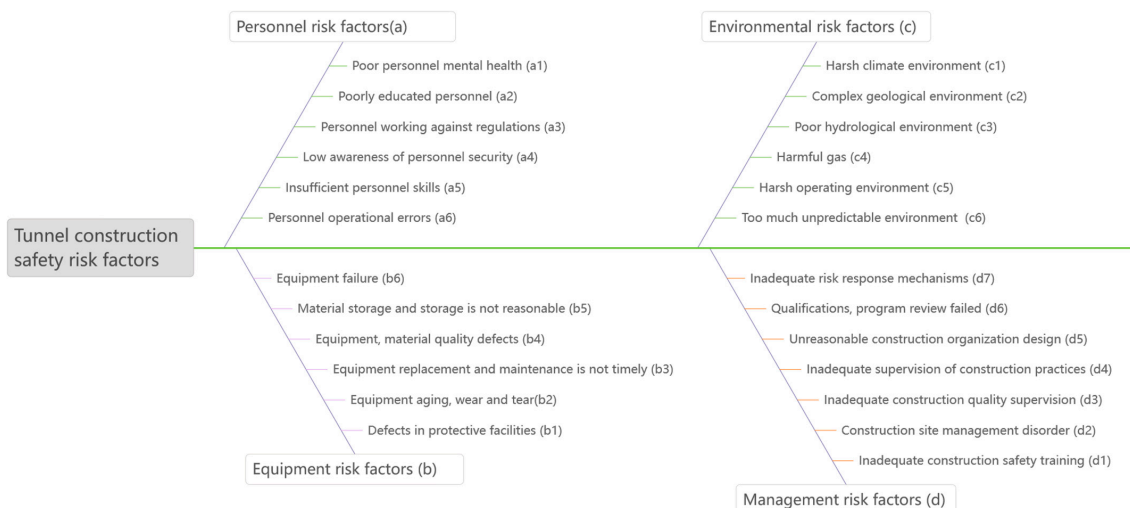 Personnel risk factors(a)
Poor personnel mental health (a1)
Poorly educated personnel (a2)
Personnel working against regulations (a3)
Low awareness of personnel security (a4)
Insufficient personnel skills (a5)
Personnel operational errors (a6)
Environmental risk factors (c)
Harsh climate environment (c1)
Complex geological environment (c2)
Poor hydrological environment (c3)
Harmful gas (c4)
Harsh operating environment (c5)
Too much unpredictable environment (c6)
Tunnel construction
safety risk factors
Equipment failure (b6)
Material storage and storage is not reasonable (b5)
Equipment, material quality defects (b4)
Equipment replacement and maintenance is not timely (b3)
Equipment aging, wear and tear(b2)
Defects in protective facilities (b1)
Equipment risk factors (b)
Inadequate risk response mechanisms (d7)
Qualifications, program review failed (d6)
Unreasonable construction organization design (d5)
Inadequate supervision of construction practices (d4)
Inadequate construction quality supervision (d3)
Construction site management disorder (d2)
Inadequate construction safety training (d1)
Management risk factors (d)